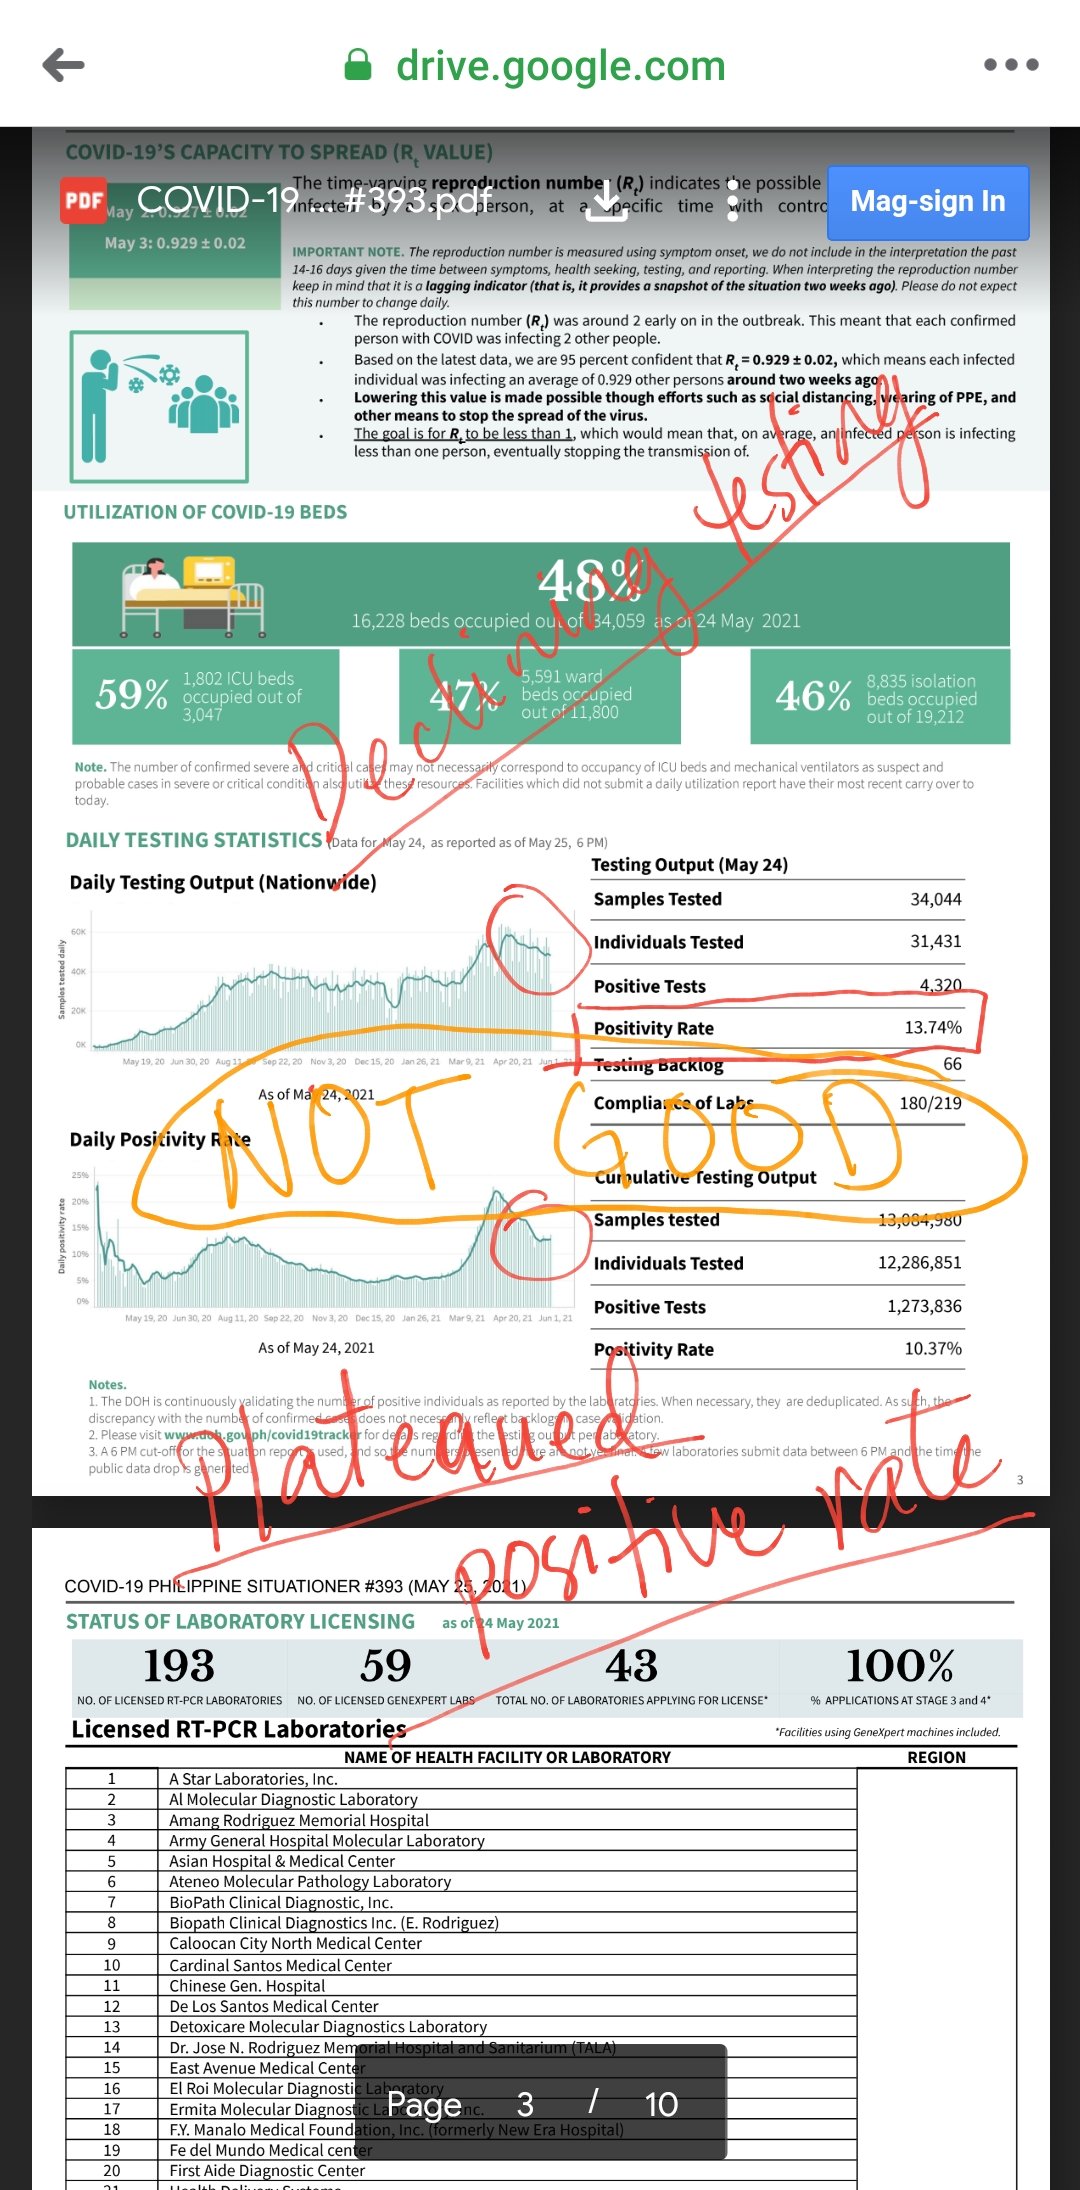 drive.google.com
COVID-19'S CAPACITY TO SPREAD (Rt VALUE)
PDF COVID-19 ... #393.pdf Mag-sign In
The time-varying reproduction number (Rt) indicates the possible
infected by a person, at a specific time with
May 2: 0.927 ± 0.02
May 3: 0.929 ± 0.02
IMPORTANT NOTE. The reproduction number is measured using symptom onset, we do not include in the interpretation the past
14-16 days given the time between symptoms, health seeking, testing, and reporting. When interpreting the reproduction number
keep in mind that it is a lagging indicator (that is, it provides a snapshot of the situation two weeks ago). Please do not expect
this number to change daily.
• The reproduction number (Rt) was around 2 early on in the outbreak. This meant that each confirmed
person with COVID was infecting 2 other people.
• Based on the latest data, we are 95 percent confident that Rt = 0.929 ± 0.02, which means each infected
individual was infecting an average of 0.929 other persons around two weeks ago.
• Lowering this value is made possible though efforts such as social distancing, wearing of PPE, and
other means to stop the spread of the virus.
• The goal is for Rt to be less than 1, which would mean that, on average, an infected person is infecting
less than one person, eventually stopping the transmission of.
Declining testing
UTILIZATION OF COVID-19 BEDS
48%
16,228 beds occupied out of 34,059 as of 24 May 2021
59%
1,802 ICU beds
occupied out of
3,047
47%
5,591 ward
beds occupied
out of 11,800
46%
8,835 isolation
beds occupied
out of 19,212
Note. The number of confirmed severe and critical cases may not necessarily correspond to occupancy of ICU beds and mechanical ventilators as suspect and
probable cases in severe or critical condition also utilize these resources. Facilities which did not submit a daily utilization report have their most recent carry over to
today.
DAILY TESTING STATISTICS (Data for May 24, as reported as of May 25, 6 PM)
Daily Testing Output (Nationwide)
Samples tested daily
60K
40K
20K
0K
May 19, 20 Jun 30, 20 Aug 11, 20 Sep 22, 20 Nov 3, 20 Dec 15, 20 Jan 26, 21 Mar 9, 21 Apr 20, 21 Jun 1, 21
As of May 24, 2021
Testing Output (May 24)
Samples Tested 34,044
Individuals Tested 31,431
Positive Tests 4,320
Positivity Rate 13.74%
Testing Backlog 66
Compliance of Labs 180/219
NOT GOOD
Daily Positivity Rate
Daily positivity rate
25%
20%
15%
10%
5%
0%
May 19, 20 Jun 30, 20 Aug 11, 20 Sep 22, 20 Nov 3, 20 Dec 15, 20 Jan 26, 21 Mar 9, 21 Apr 20, 21 Jun 1, 21
As of May 24, 2021
Cumulative Testing Output
Samples tested 13,084,980
Individuals Tested 12,286,851
Positive Tests 1,273,836
Positivity Rate 10.37%
Notes.
1. The DOH is continuously validating the number of positive individuals as reported by the laboratories. When necessary, they are deduplicated. As such, the
discrepancy with the number of confirmed cases does not necessarily reflect backlogs in case validation.
2. Please visit www.doh.gov.ph/covid19tracker for details regarding the testing output per laboratory.
3. A 6 PM cut-off for the situation report is used, and so the numbers presented here are not yet final. A few laboratories submit data between 6 PM and the time the
public data drop is generated.
3
Plateaued
positive rate
COVID-19 PHILIPPINE SITUATIONER #393 (MAY 25, 2021)
STATUS OF LABORATORY LICENSING as of 24 May 2021
193 59 43 100%
NO. OF LICENSED RT-PCR LABORATORIES NO. OF LICENSED GENEXPERT LABS TOTAL NO. OF LABORATORIES APPLYING FOR LICENSE* % APPLICATIONS AT STAGE 3 and 4*
Licensed RT-PCR Laboratories *Facilities using GeneXpert machines included.
NAME OF HEALTH FACILITY OR LABORATORY REGION
1 A Star Laboratories, Inc.
2 Al Molecular Diagnostic Laboratory
3 Amang Rodriguez Memorial Hospital
4 Army General Hospital Molecular Laboratory
5 Asian Hospital & Medical Center
6 Ateneo Molecular Pathology Laboratory
7 BioPath Clinical Diagnostic, Inc.
8 Biopath Clinical Diagnostics Inc. (E. Rodriguez)
9 Caloocan City North Medical Center
10 Cardinal Santos Medical Center
11 Chinese Gen. Hospital
12 De Los Santos Medical Center
13 Detoxicare Molecular Diagnostics Laboratory
14 Dr. Jose N. Rodriguez Memorial Hospital and Sanitarium (TALA)
15 East Avenue Medical Center
16 El Roi Molecular Diagnostic Laboratory
17 Ermita Molecular Diagnostic Laboratory Inc.
18 F.Y. Manalo Medical Foundation, Inc. (formerly New Era Hospital)
19 Fe del Mundo Medical center
20 First Aide Diagnostic Center
21 Health Delivery Systems
Page 3 / 10